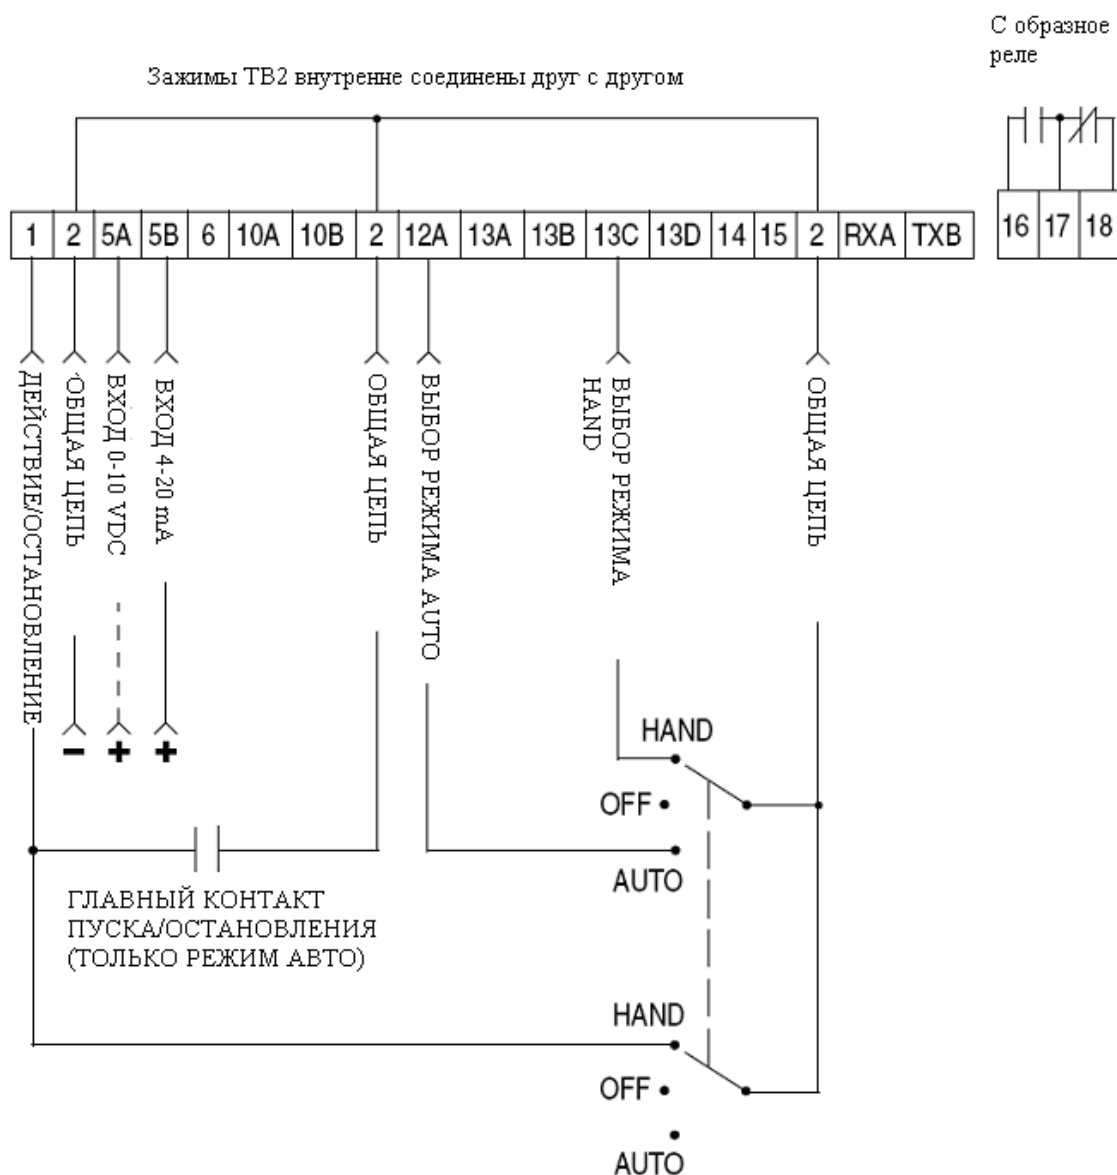 С образное
реле
Зажимы ТВ2 внутренне соединены друг с другом
1 2 5A 5B 6 10A 10B 2 12A 13A 13B 13C 13D 14 15 2 RXA TXB
16 17 18
ДЕЙСТВИЕ/ОСТАНОВЛЕНИЕ
ОБЩАЯ ЦЕПЬ
ВХОД 0-10 VDC
ВХОД 4-20 mA
ОБЩАЯ ЦЕПЬ
ВЫБОР РЕЖИМА AUTO
ВЫБОР РЕЖИМА
HAND
ОБЩАЯ ЦЕПЬ
− + +
HAND
OFF
AUTO
ГЛАВНЫЙ КОНТАКТ
ПУСКА/ОСТАНОВЛЕНИЯ
(ТОЛЬКО РЕЖИМ АВТО)
HAND
OFF
AUTO